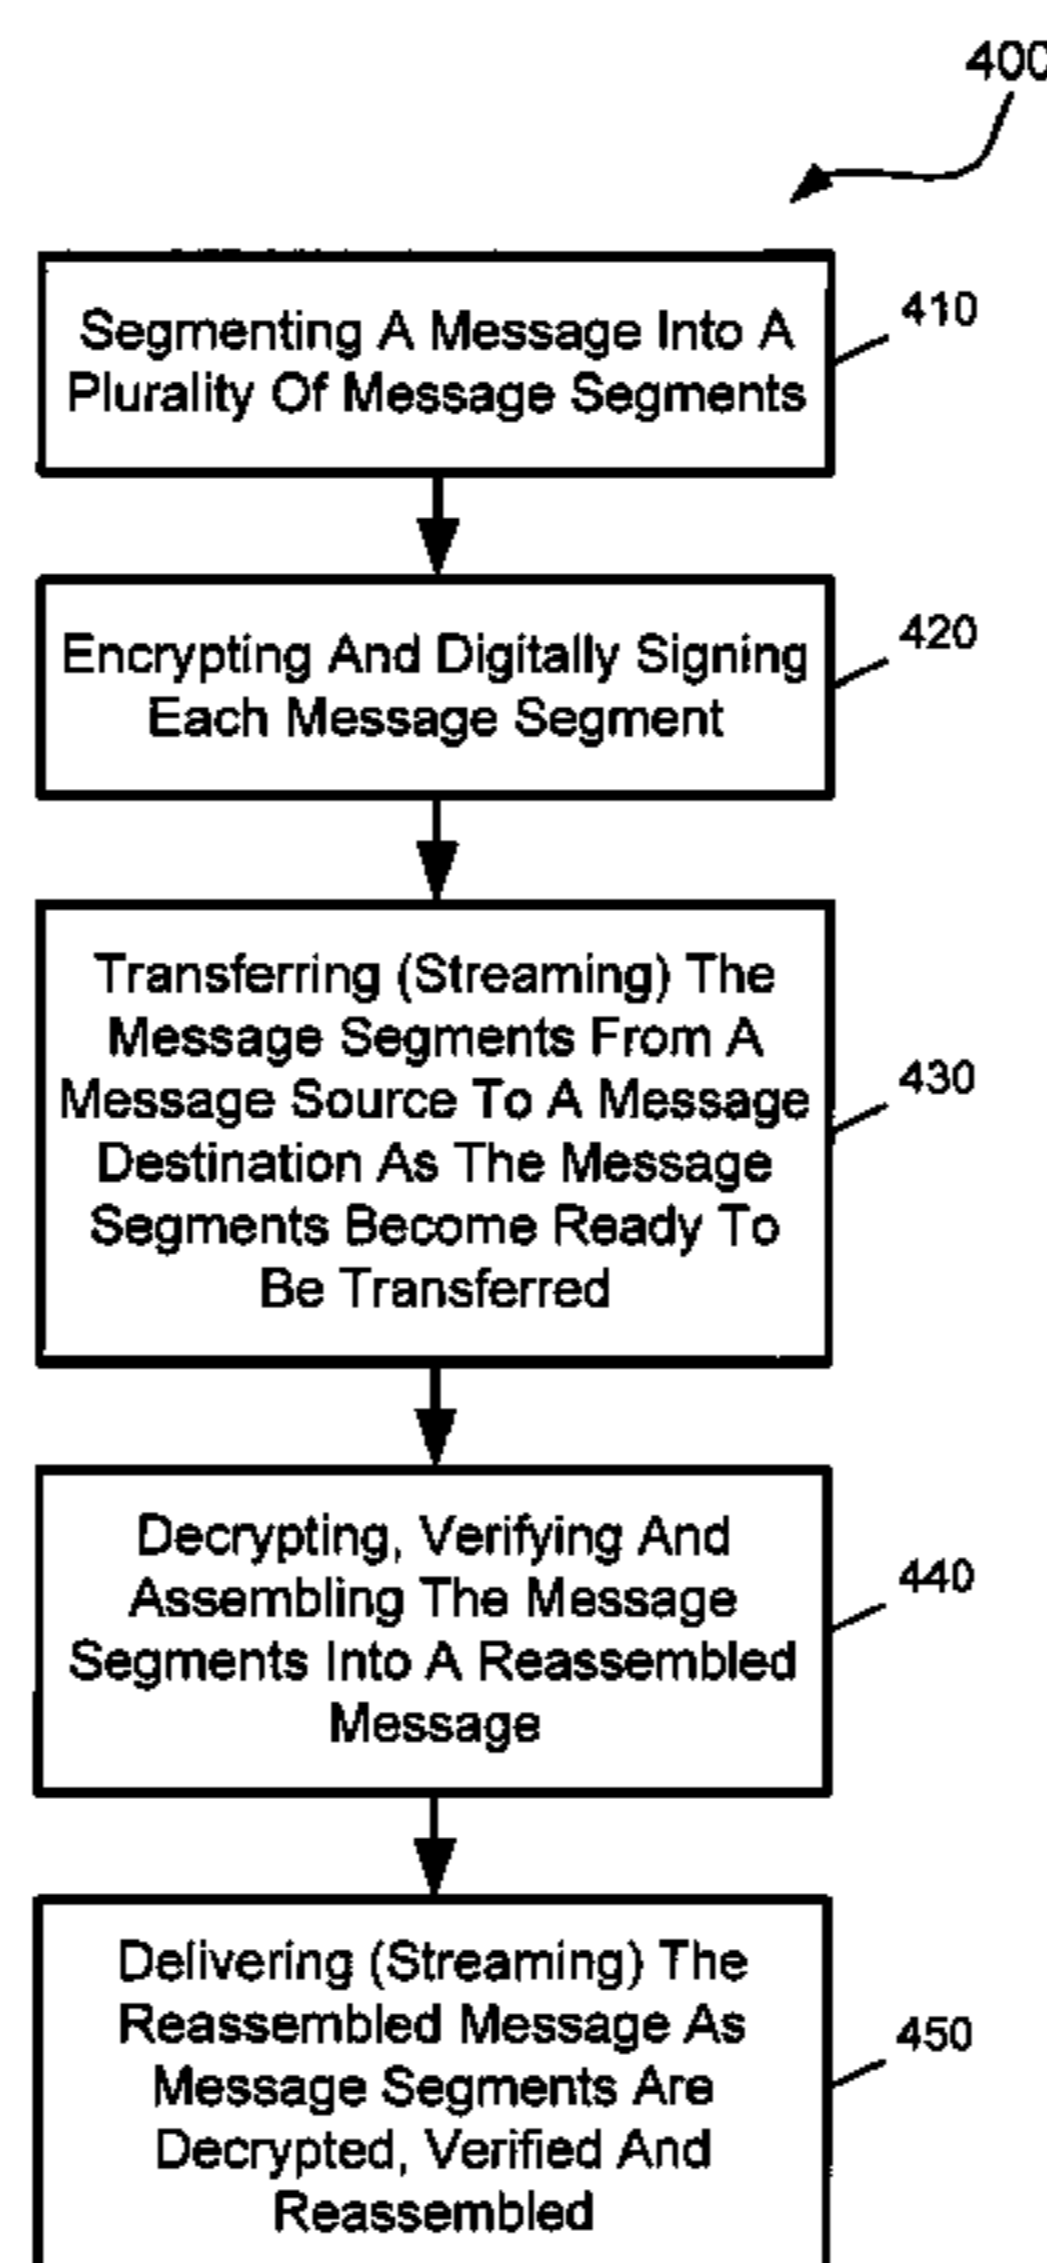 400
Segmenting A Message Into A
Plurality Of Message Segments
410
Encrypting And Digitally Signing
Each Message Segment
420
Transferring (Streaming) The
Message Segments From A
Message Source To A Message
Destination As The Message
Segments Become Ready To
Be Transferred
430
Decrypting, Verifying And
Assembling The Message
Segments Into A Reassembled
Message
440
Delivering (Streaming) The
Reassembled Message As
Message Segments Are
Decrypted, Verified And
Reassembled
450